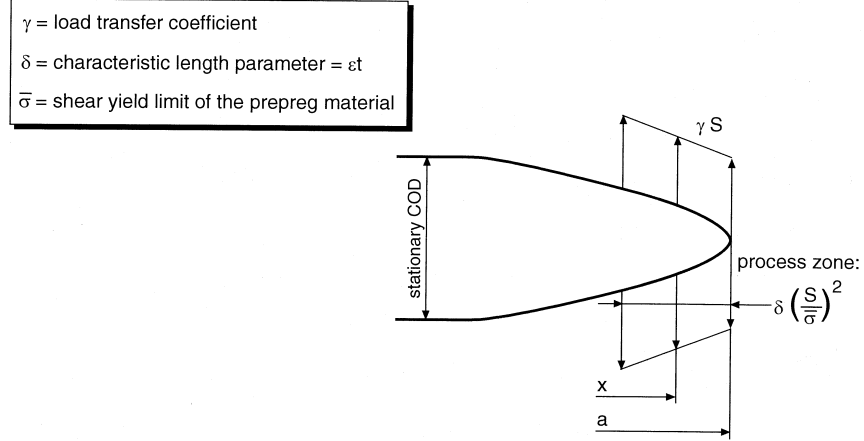 γ = load transfer coefficient
δ = characteristic length parameter = εt
σ̅ = shear yield limit of the prepreg material
γ S
stationary COD
process zone:
δ (S/σ̅)²
x
a